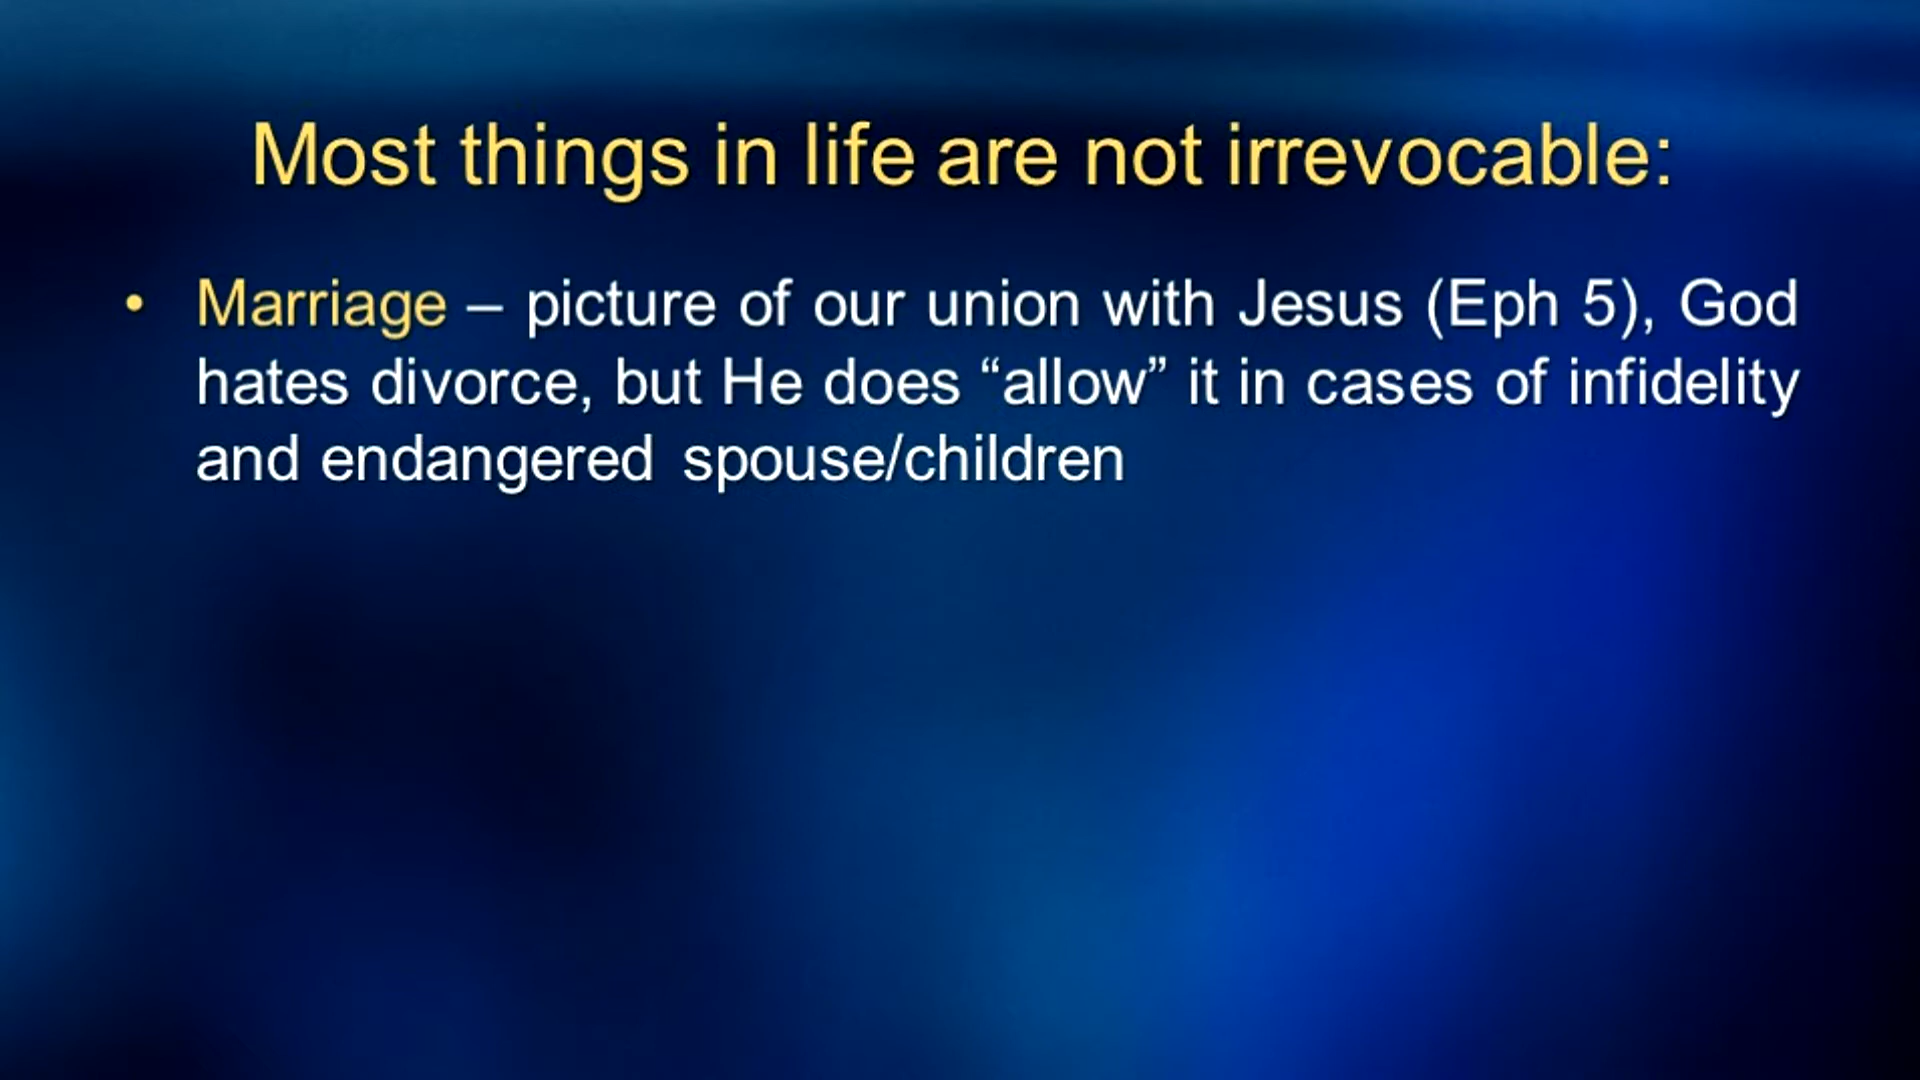 Most things in life are not irrevocable:
• Marriage – picture of our union with Jesus (Eph 5), God
hates divorce, but He does “allow” it in cases of infidelity
and endangered spouse/children